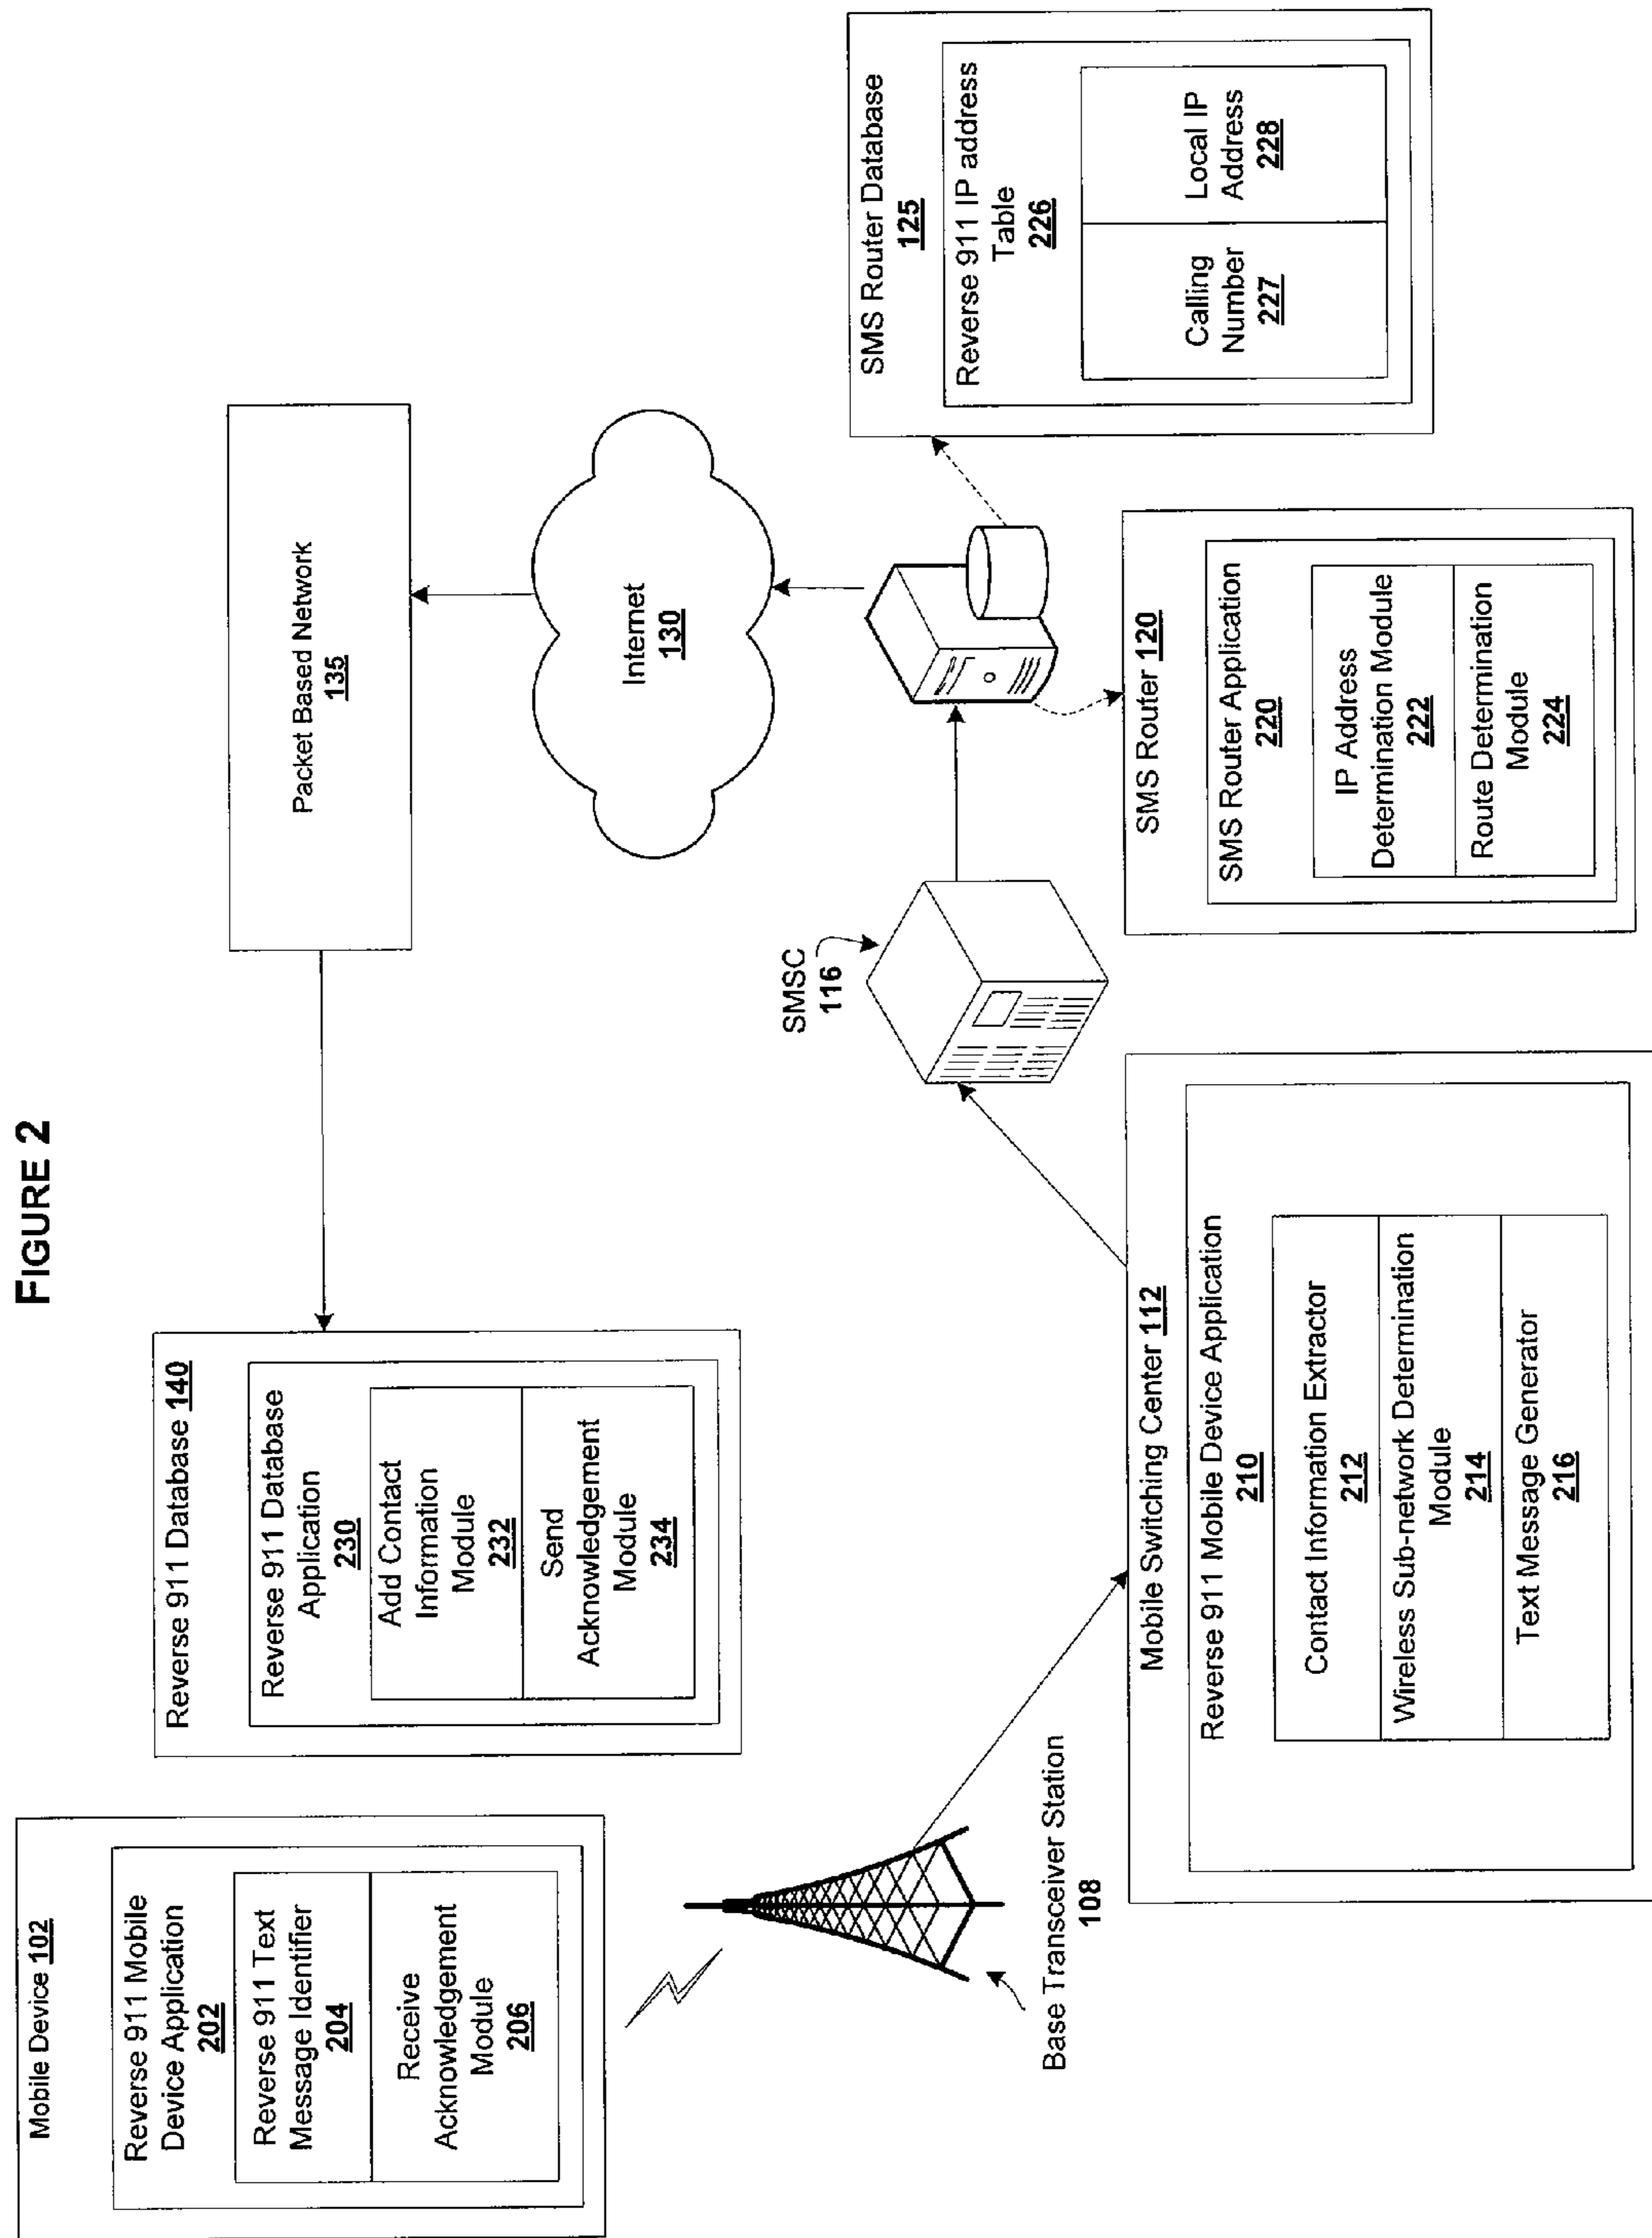 FIGURE 2
Mobile Device 102
Reverse 911 Mobile
Device Application
202
Reverse 911 Text
Message Identifier
204
Receive
Acknowledgement
Module
206
Reverse 911 Database 140
Reverse 911 Database
Application
230
Add Contact
Information
Module
232
Send
Acknowledgement
Module
234
Packet Based Network
135
Internet
130
Base Transceiver Station
108
SMSC
116
Mobile Switching Center 112
Reverse 911 Mobile Device Application
210
Contact Information Extractor
212
Wireless Sub-network Determination
Module
214
Text Message Generator
216
SMS Router 120
SMS Router Application
220
IP Address
Determination Module
222
Route Determination
Module
224
SMS Router Database
125
Reverse 911 IP address
Table
226
Calling
Number
227
Local IP
Address
228